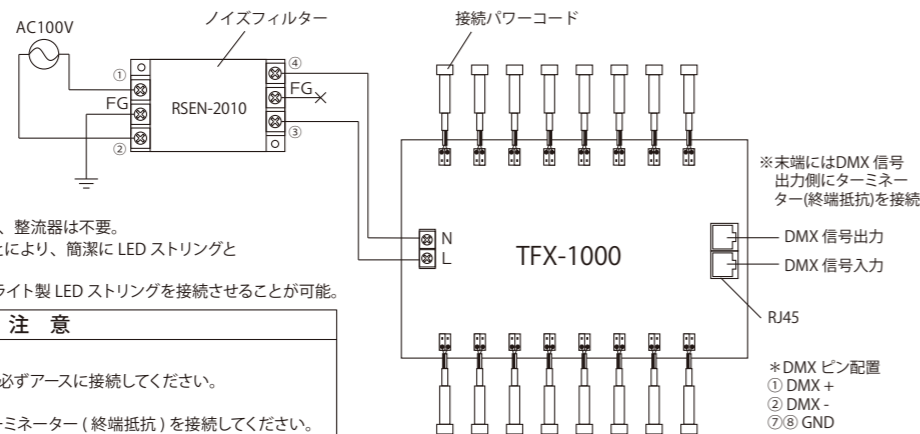 AC100V
ノイズフィルター
接続パワーコード
①
④
FG
RSEN-2010
FG
②
③
※末端にはDMX 信号
出力側にターミネー
ター(終端抵抗)を接続
N
L
TFX-1000
DMX 信号出力
DMX 信号入力
RJ45
、整流器は不要。
により、簡潔に LED ストリングと
ライト製 LED ストリングを接続させることが可能。
注 意
必ずアースに接続してください。
ーミネーター ( 終端抵抗 ) を接続してください。
＊DMX ピン配置
① DMX +
② DMX -
⑦⑧ GND